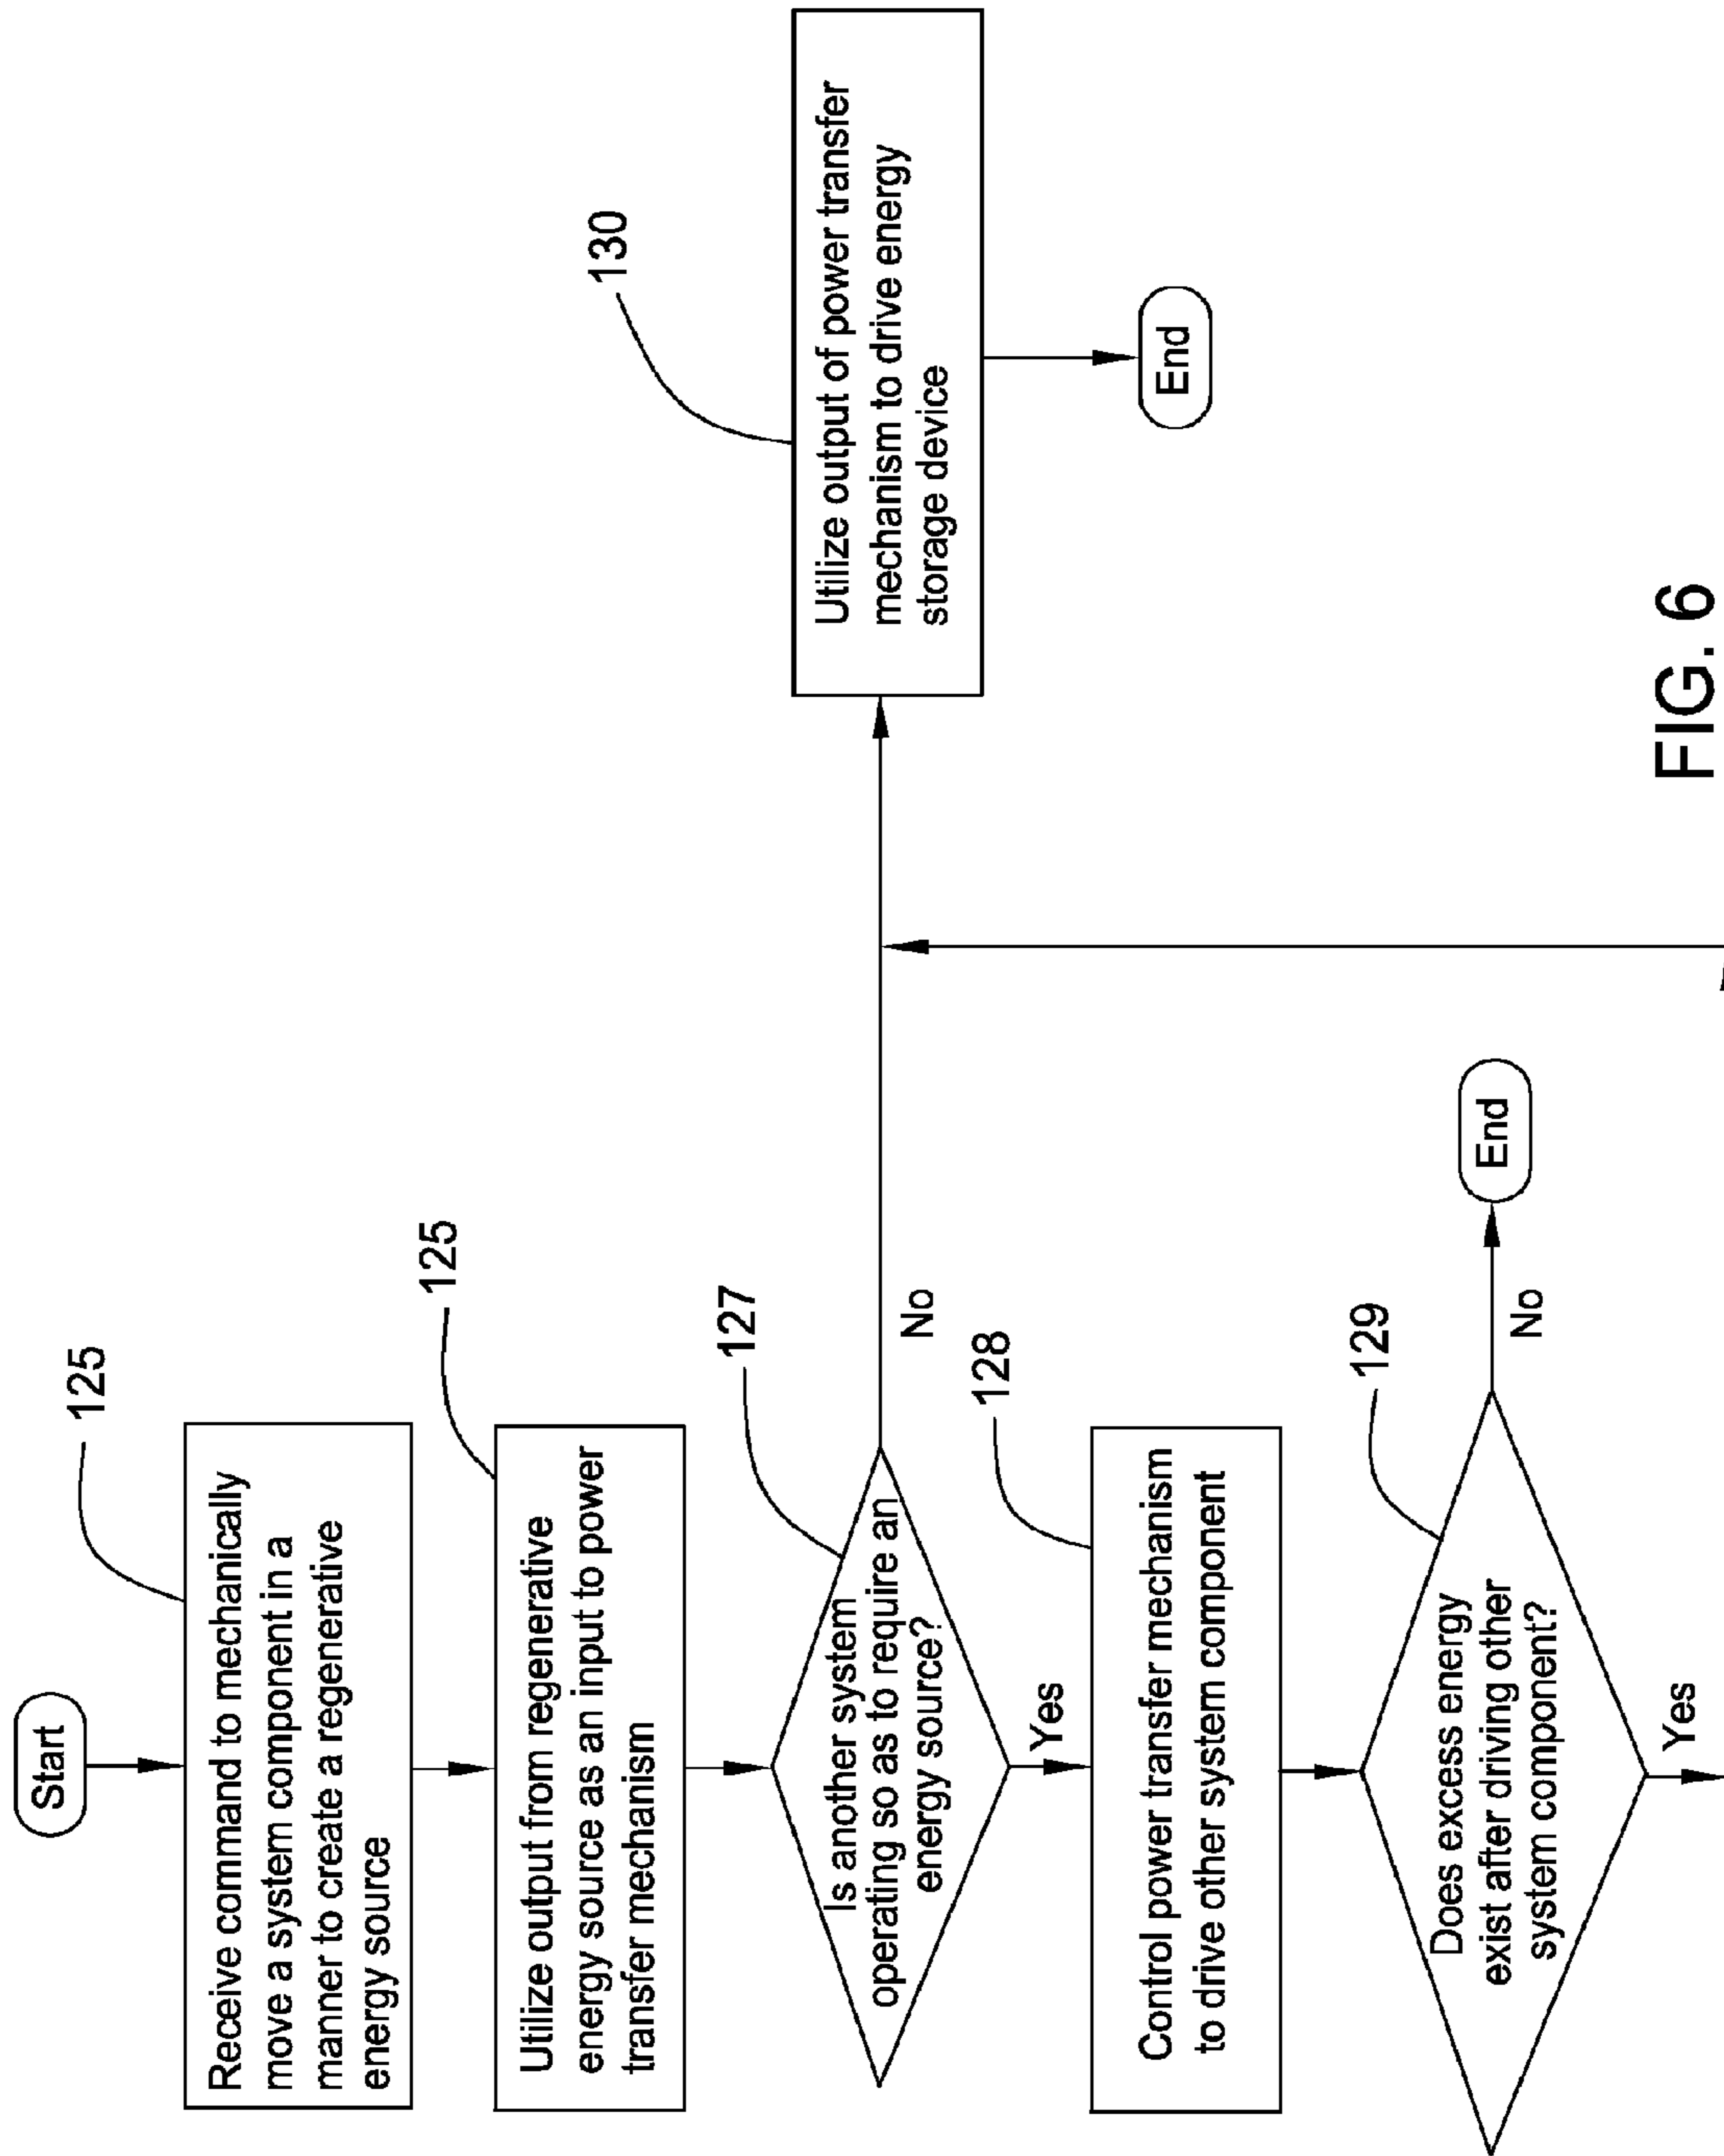 Start
125
Receive command to mechanically
move a system component in a
manner to create a regenerative
energy source
125
Utilize output from regenerative
energy source as an input to power
transfer mechanism
127
Is another system
operating so as to require an
energy source?
No
Yes
128
Control power transfer mechanism
to drive other system component
129
Does excess energy
exist after driving other
system component?
No
End
Yes
130
Utilize output of power transfer
mechanism to drive energy
storage device
End
FIG. 6